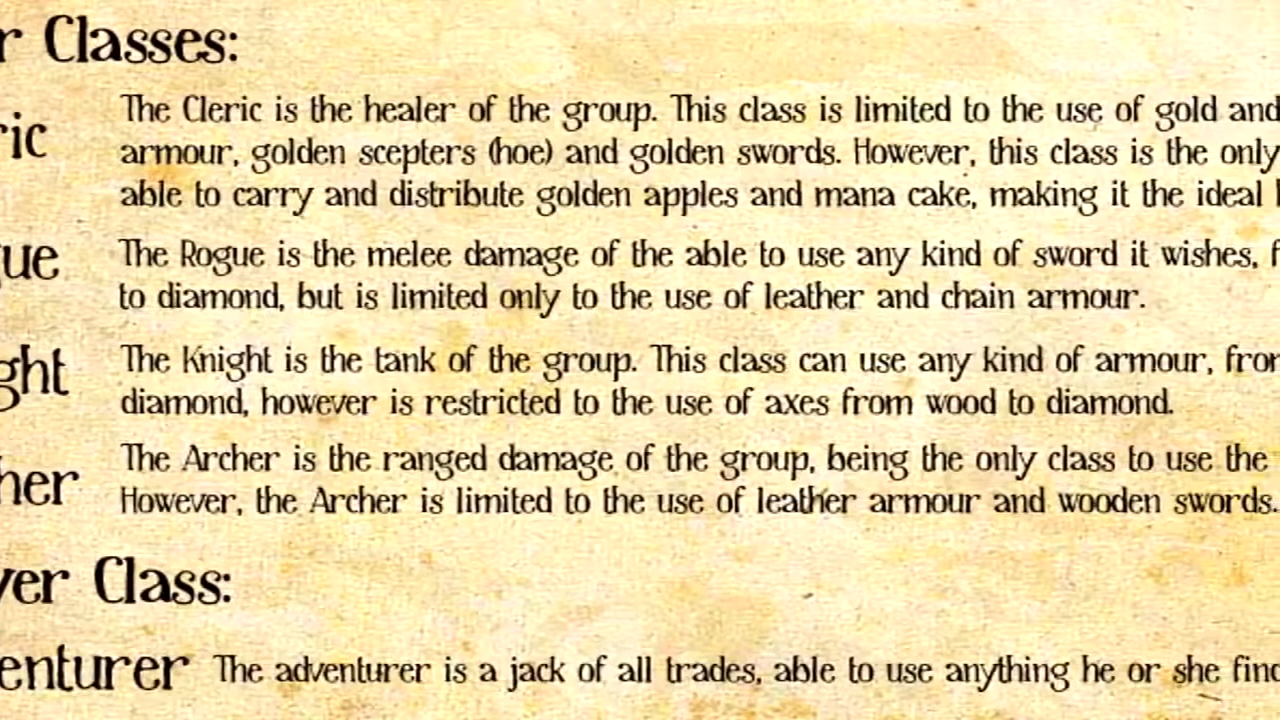 r Classes:
ric
The Cleric is the healer of the group. This class is limited to the use of gold and
armour, golden scepters (hoe) and golden swords. However, this class is the only
able to carry and distribute golden apples and mana cake, making it the ideal
gue
The Rogue is the melee damage of the able to use any kind of sword it wishes, f
to diamond, but is limited only to the use of leather and chain armour.
ght
The Knight is the tank of the group. This class can use any kind of armour, from
diamond, however is restricted to the use of axes from wood to diamond.
her
The Archer is the ranged damage of the group, being the only class to use the
However, the Archer is limited to the use of leather armour and wooden swords.
yer Class:
enturer The adventurer is a jack of all trades, able to use anything he or she find